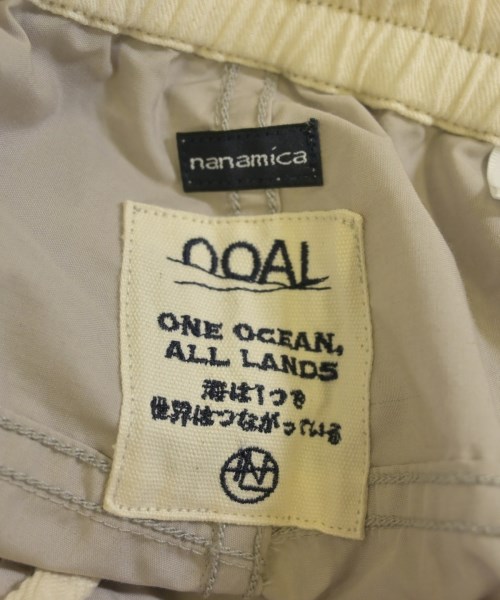 nanamica
OOAL
ONE OCEAN,
ALL LANDS
海は1つで
世界はつながっている